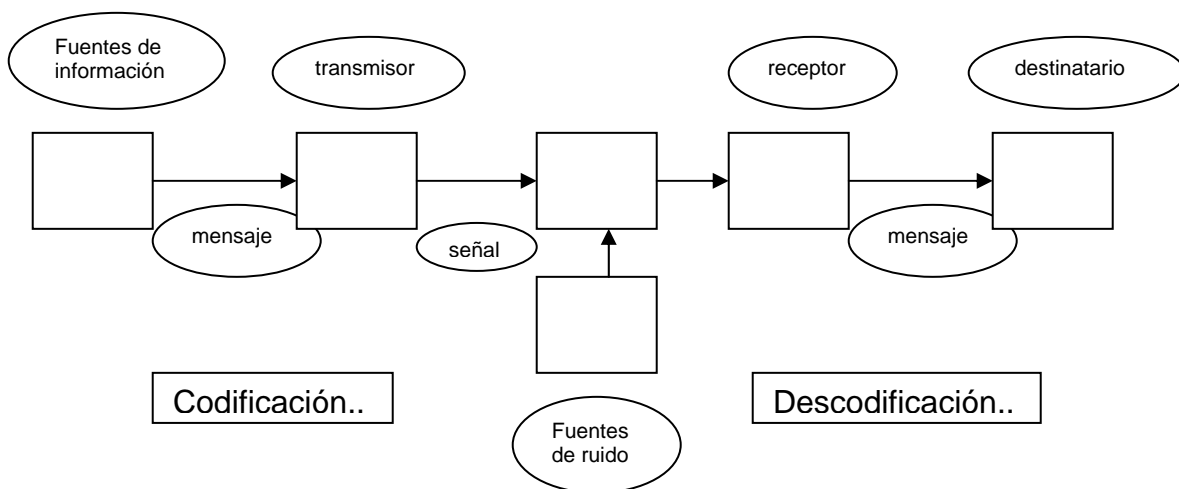 Fuentes de
información
transmisor
receptor
destinatario
mensaje
señal
mensaje
Codificación..
Descodificación..
Fuentes
de ruido